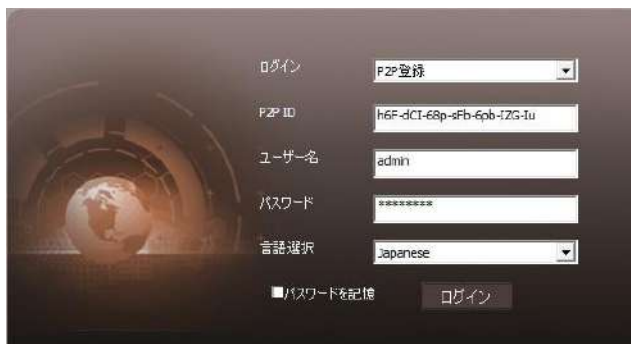 ログイン P2P登録
P2P ID h6F-dCI-68p-sFb-6pb-IZG-Iu
ユーザー名 admin
パスワード ********
言語選択 Japanese
パスワードを記憶 ログイン